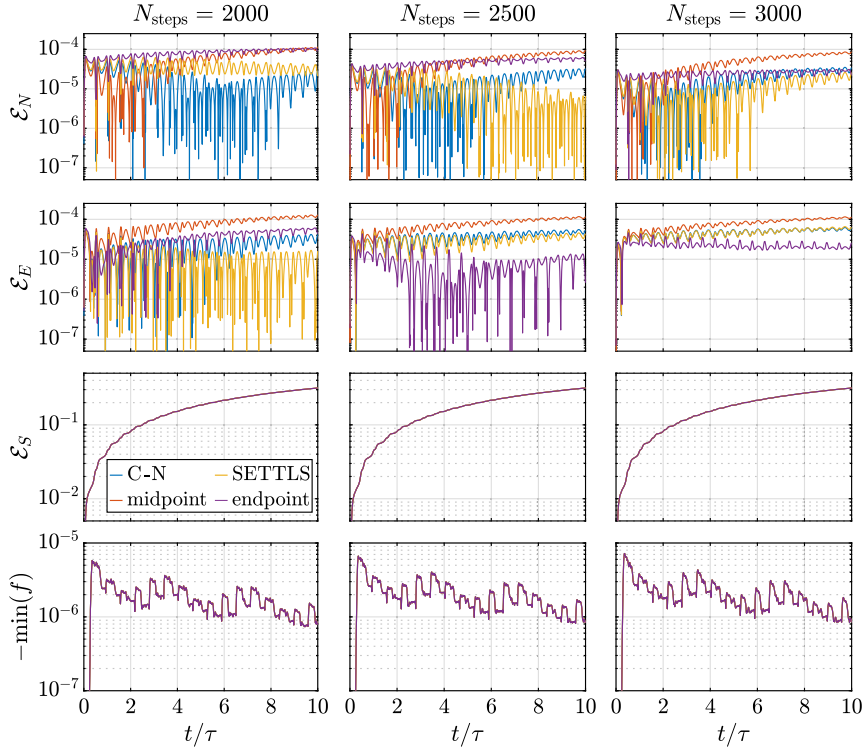 N_steps = 2000 N_steps = 2500 N_steps = 3000
10^-4
10^-5
10^-6
10^-7
ℰ_N
10^-4
10^-5
10^-6
10^-7
ℰ_E
10^-1
10^-2
ℰ_S
C-N SETTLS
midpoint endpoint
10^-5
10^-6
10^-7
−min(f)
0 2 4 6 8 10 0 2 4 6 8 10 0 2 4 6 8 10
t/τ t/τ t/τ